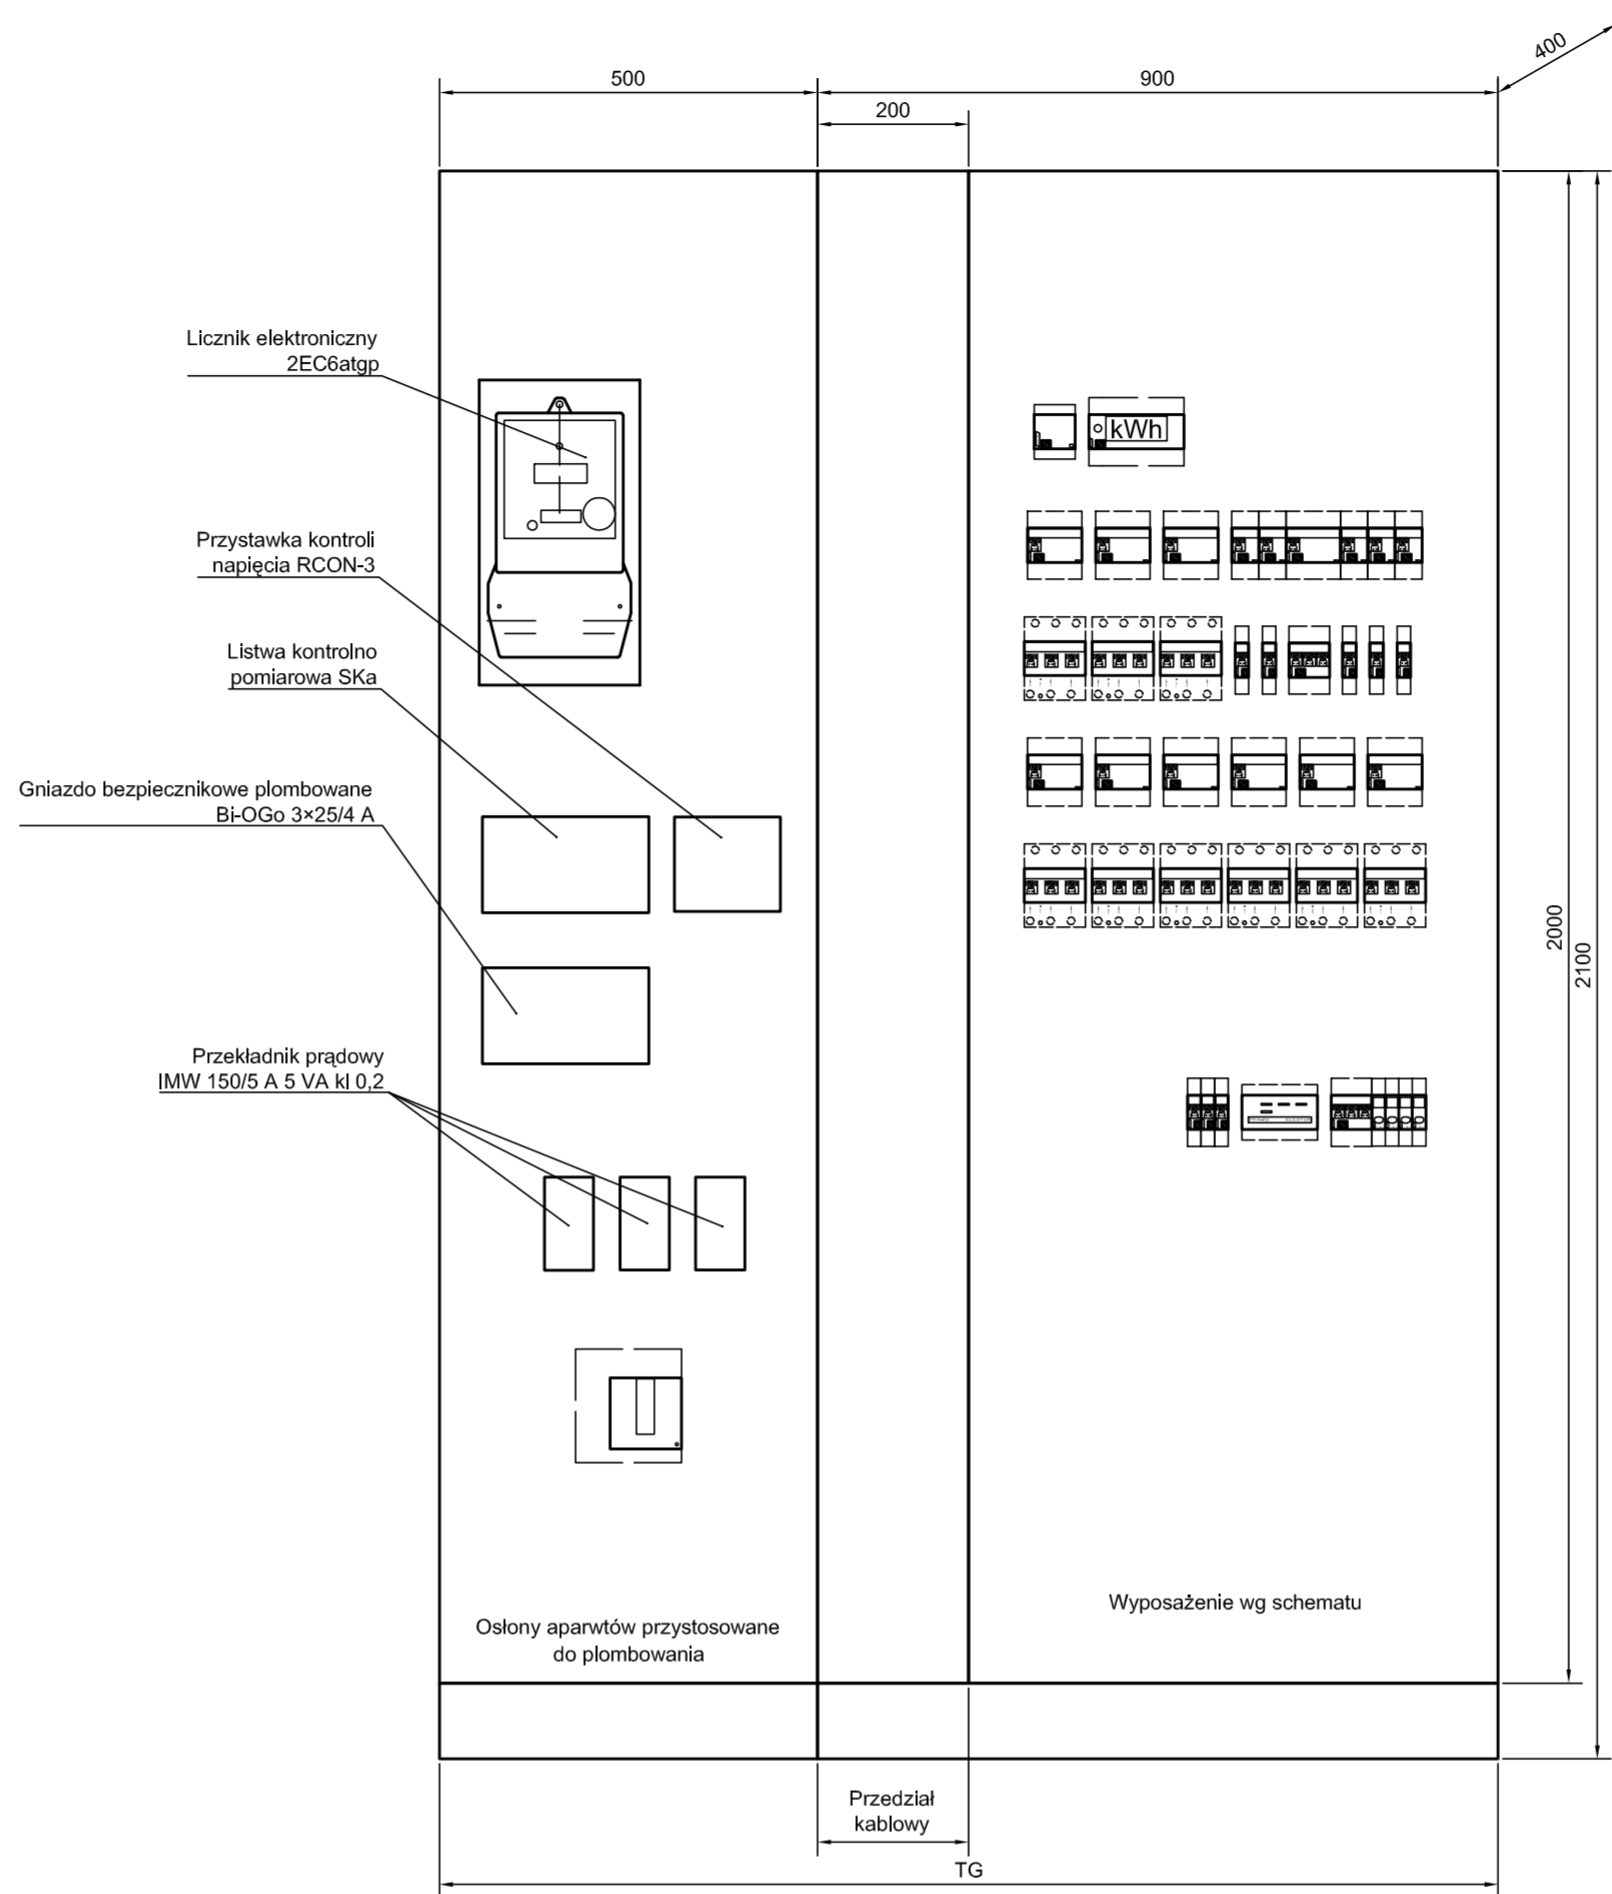 400
500
900
200
Licznik elektroniczny
2EC6atgp
kWh
Przystawka kontroli
napięcia RCON-3
Listwa kontrolno
pomiarowa SKa
Gniazdo bezpiecznikowe plombowane
Bi-OGo 3×25/4 A
2000
2100
Przekładnik prądowy
IMW 150/5 A 5 VA kl 0,2
Wyposażenie wg schematu
Osłony aparwtów przystosowane
do plombowania
Przedział
kablowy
TG